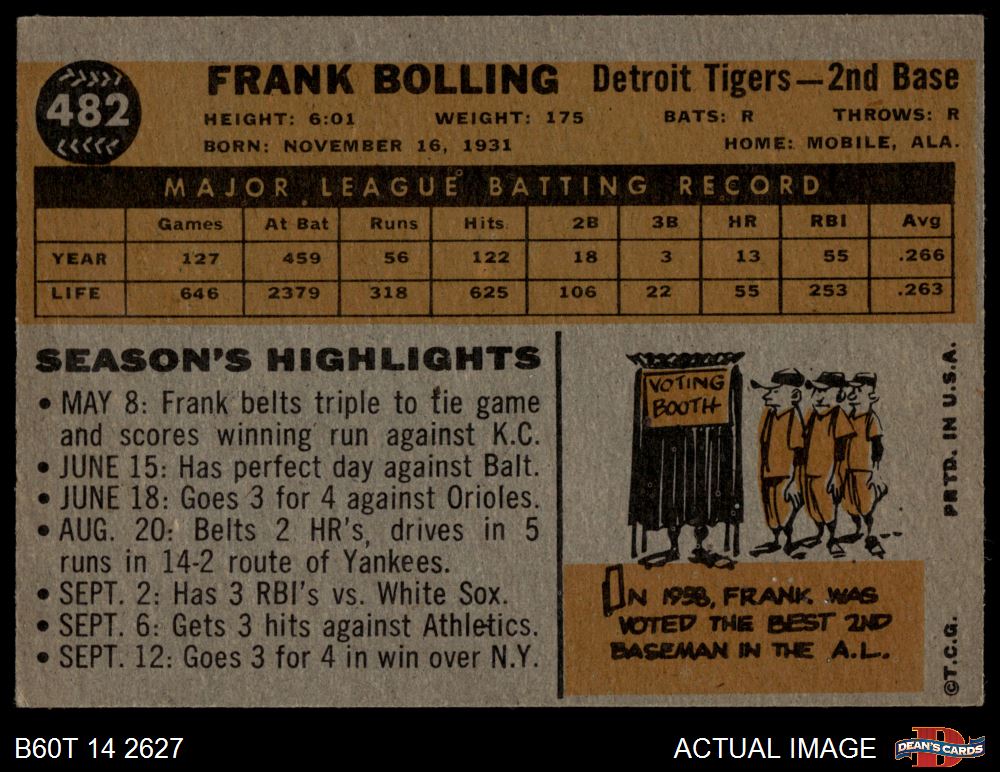 482
FRANK BOLLING Detroit Tigers—2nd Base
HEIGHT: 6:01 WEIGHT: 175 BATS: R THROWS: R
BORN: NOVEMBER 16, 1931 HOME: MOBILE, ALA.
MAJOR LEAGUE BATTING RECORD
Games At Bat Runs Hits 2B 3B HR RBI Avg
YEAR 127 459 56 122 18 3 13 55 .266
LIFE 646 2379 318 625 106 22 55 253 .263
SEASON'S HIGHLIGHTS
• MAY 8: Frank belts triple to tie game
and scores winning run against K.C.
• JUNE 15: Has perfect day against Balt.
• JUNE 18: Goes 3 for 4 against Orioles.
• AUG. 20: Belts 2 HR's, drives in 5
runs in 14-2 route of Yankees.
• SEPT. 2: Has 3 RBI's vs. White Sox.
• SEPT. 6: Gets 3 hits against Athletics.
• SEPT. 12: Goes 3 for 4 in win over N.Y.
VOTING
BOOTH
IN 1958, FRANK WAS
VOTED THE BEST 2ND
BASEMAN IN THE A.L.
©T.C.G. PRTD. IN U.S.A.
B60T 14 2627 ACTUAL IMAGE
D
DEAN'S CARDS